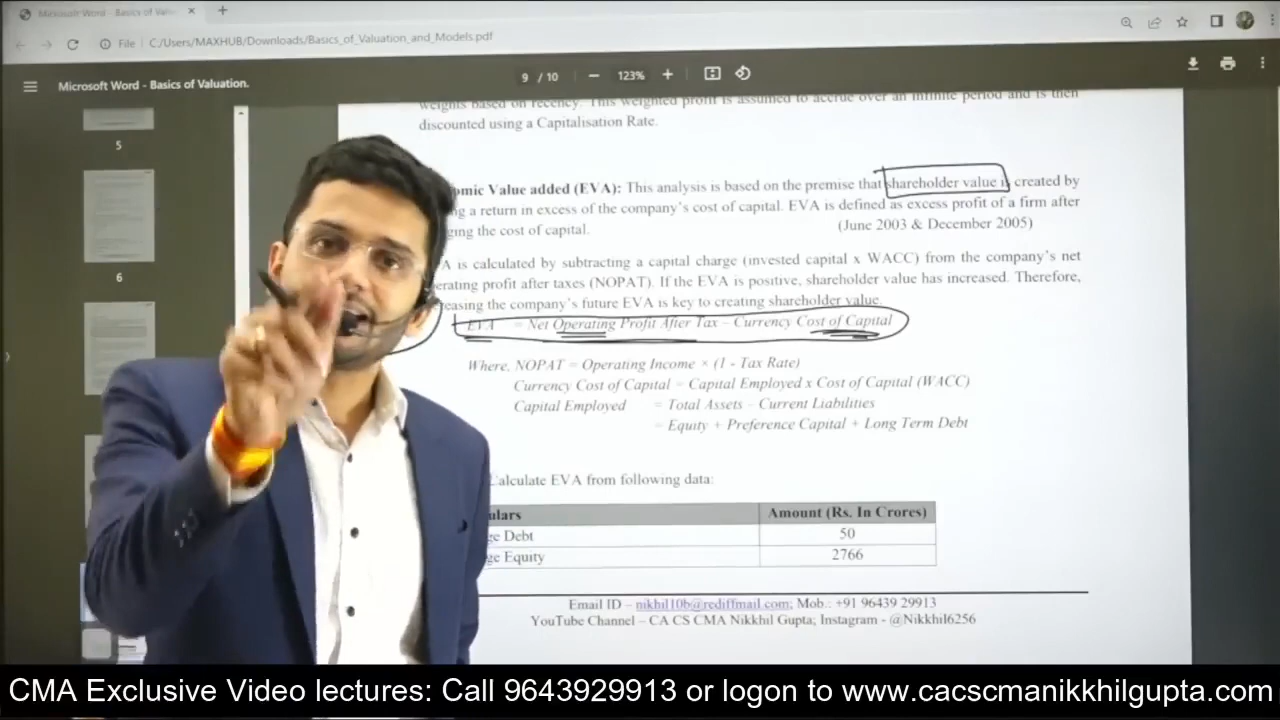 Microsoft Word - Basics of Valu
File | C:/Users/MAXHUB/Downloads/Basics_of_Valuation_and_Models.pdf
Microsoft Word - Basics of Valuation.
9 / 10
123%
5
6
weights based on recency. This weighted profit is assumed to accrue over an infinite period and is then
discounted using a Capitalisation Rate.
omic Value added (EVA): This analysis is based on the premise that shareholder value is created by
ng a return in excess of the company's cost of capital. EVA is defined as excess profit of a firm after
ging the cost of capital.
(June 2003 & December 2005)
A is calculated by subtracting a capital charge (invested capital x WACC) from the company's net
erating profit after taxes (NOPAT). If the EVA is positive, shareholder value has increased. Therefore,
easing the company's future EVA is key to creating shareholder value.
EVA = Net Operating Profit After Tax – Currency Cost of Capital
Where, NOPAT = Operating Income × (1 - Tax Rate)
Currency Cost of Capital = Capital Employed x Cost of Capital (WACC)
Capital Employed = Total Assets – Current Liabilities
= Equity + Preference Capital + Long Term Debt
Calculate EVA from following data:
ulars Amount (Rs. In Crores)
ge Debt 50
ge Equity 2766
Email ID – nikhil10b@rediffmail.com; Mob.: +91 96439 29913
YouTube Channel – CA CS CMA Nikkhil Gupta; Instagram - @Nikkhil6256
CMA Exclusive Video lectures: Call 9643929913 or logon to www.cacscmanikkhilgupta.com